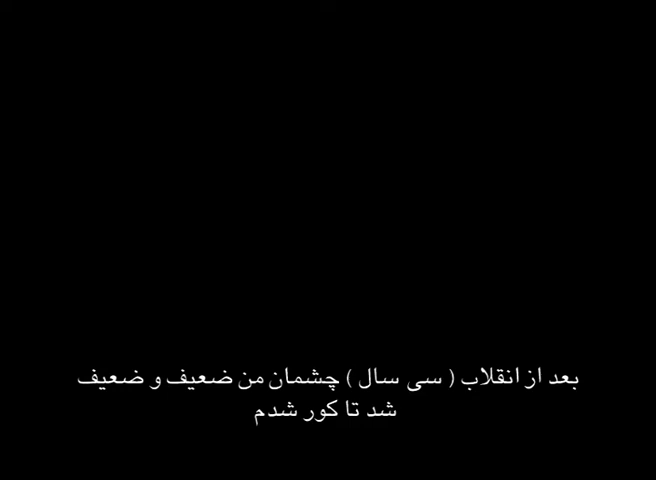 بعد از انقلاب ( سی سال ) چشمان من ضعیف و ضعیف
شد تا کور شدم